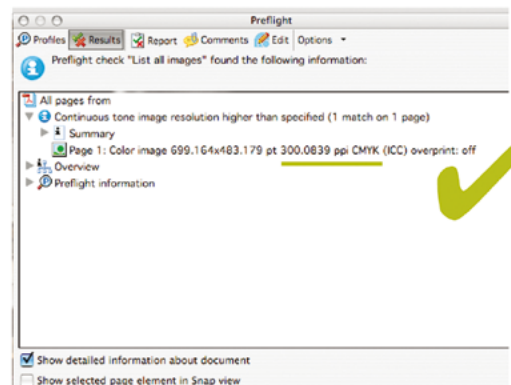 Preflight
Profiles Results Report Comments Edit Options
Preflight check "List all images" found the following information:
All pages from
Continuous tone image resolution higher than specified (1 match on 1 page)
Summary
Page 1: Color image 699.164x483.179 pt 300.0839 ppi CMYK (ICC) overprint: off
Overview
Preflight information
Show detailed information about document
Show selected page element in Snap view